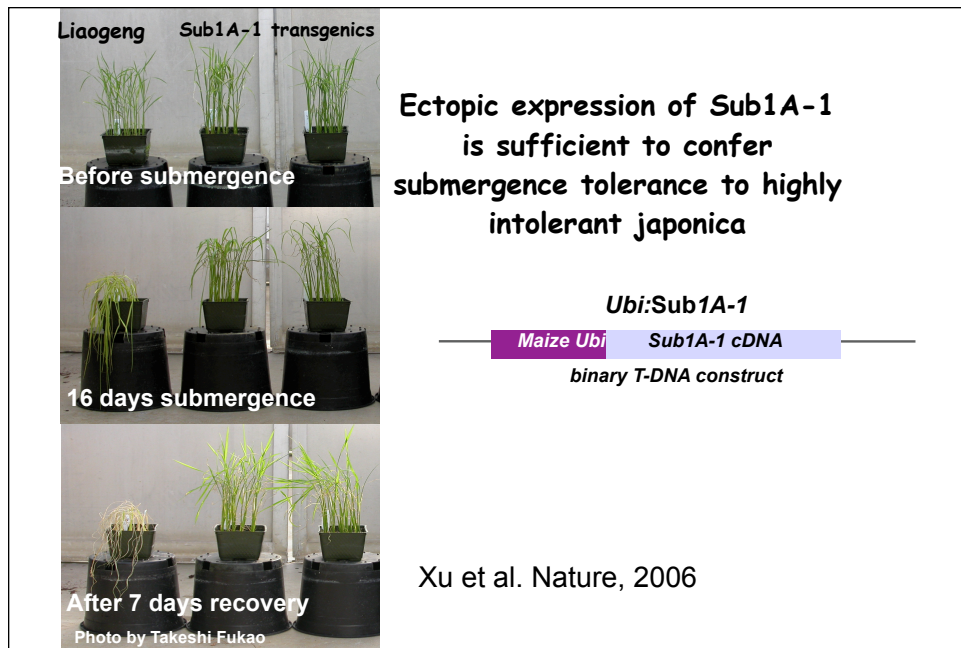 Liaogeng Sub1A-1 transgenics
Before submergence
16 days submergence
After 7 days recovery
Photo by Takeshi Fukao
Ectopic expression of Sub1A-1
is sufficient to confer
submergence tolerance to highly
intolerant japonica
Ubi:Sub1A-1
Maize Ubi Sub1A-1 cDNA
binary T-DNA construct
Xu et al. Nature, 2006